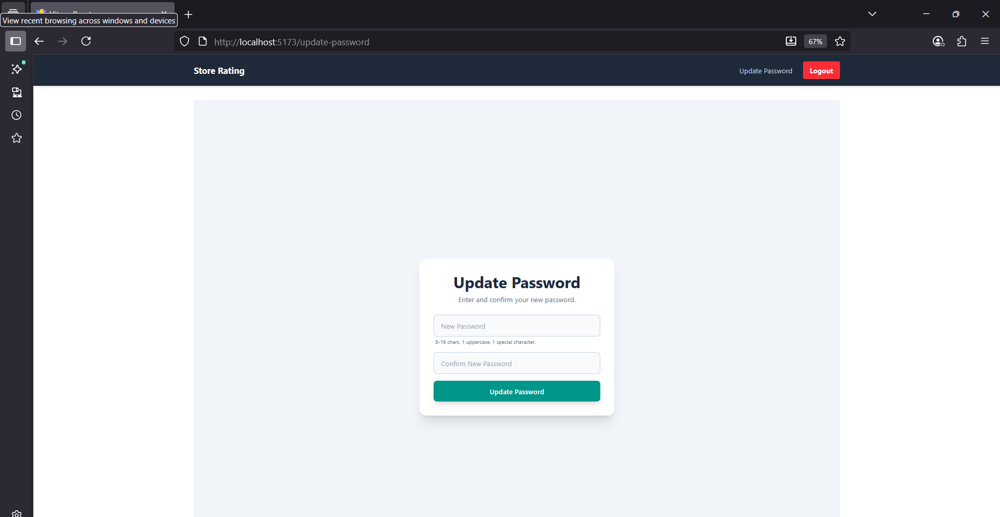 View recent browsing across windows and devices
http://localhost:5173/update-password
67%
Store Rating
Update Password
Logout
Update Password
Enter and confirm your new password.
New Password
8-16 chars, 1 uppercase, 1 special character.
Confirm New Password
Update Password